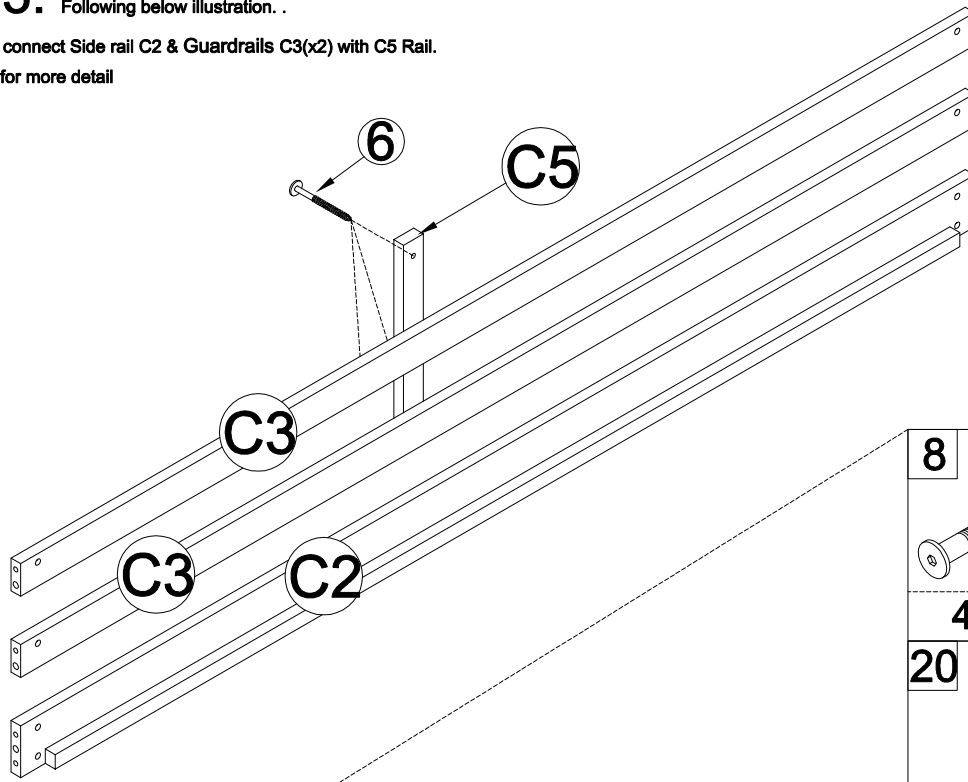 Following below illustration. .
connect Side rail C2 & Guardrails C3(x2) with C5 Rail.
for more detail
6
C5
C3
C3
C2
8
4
20